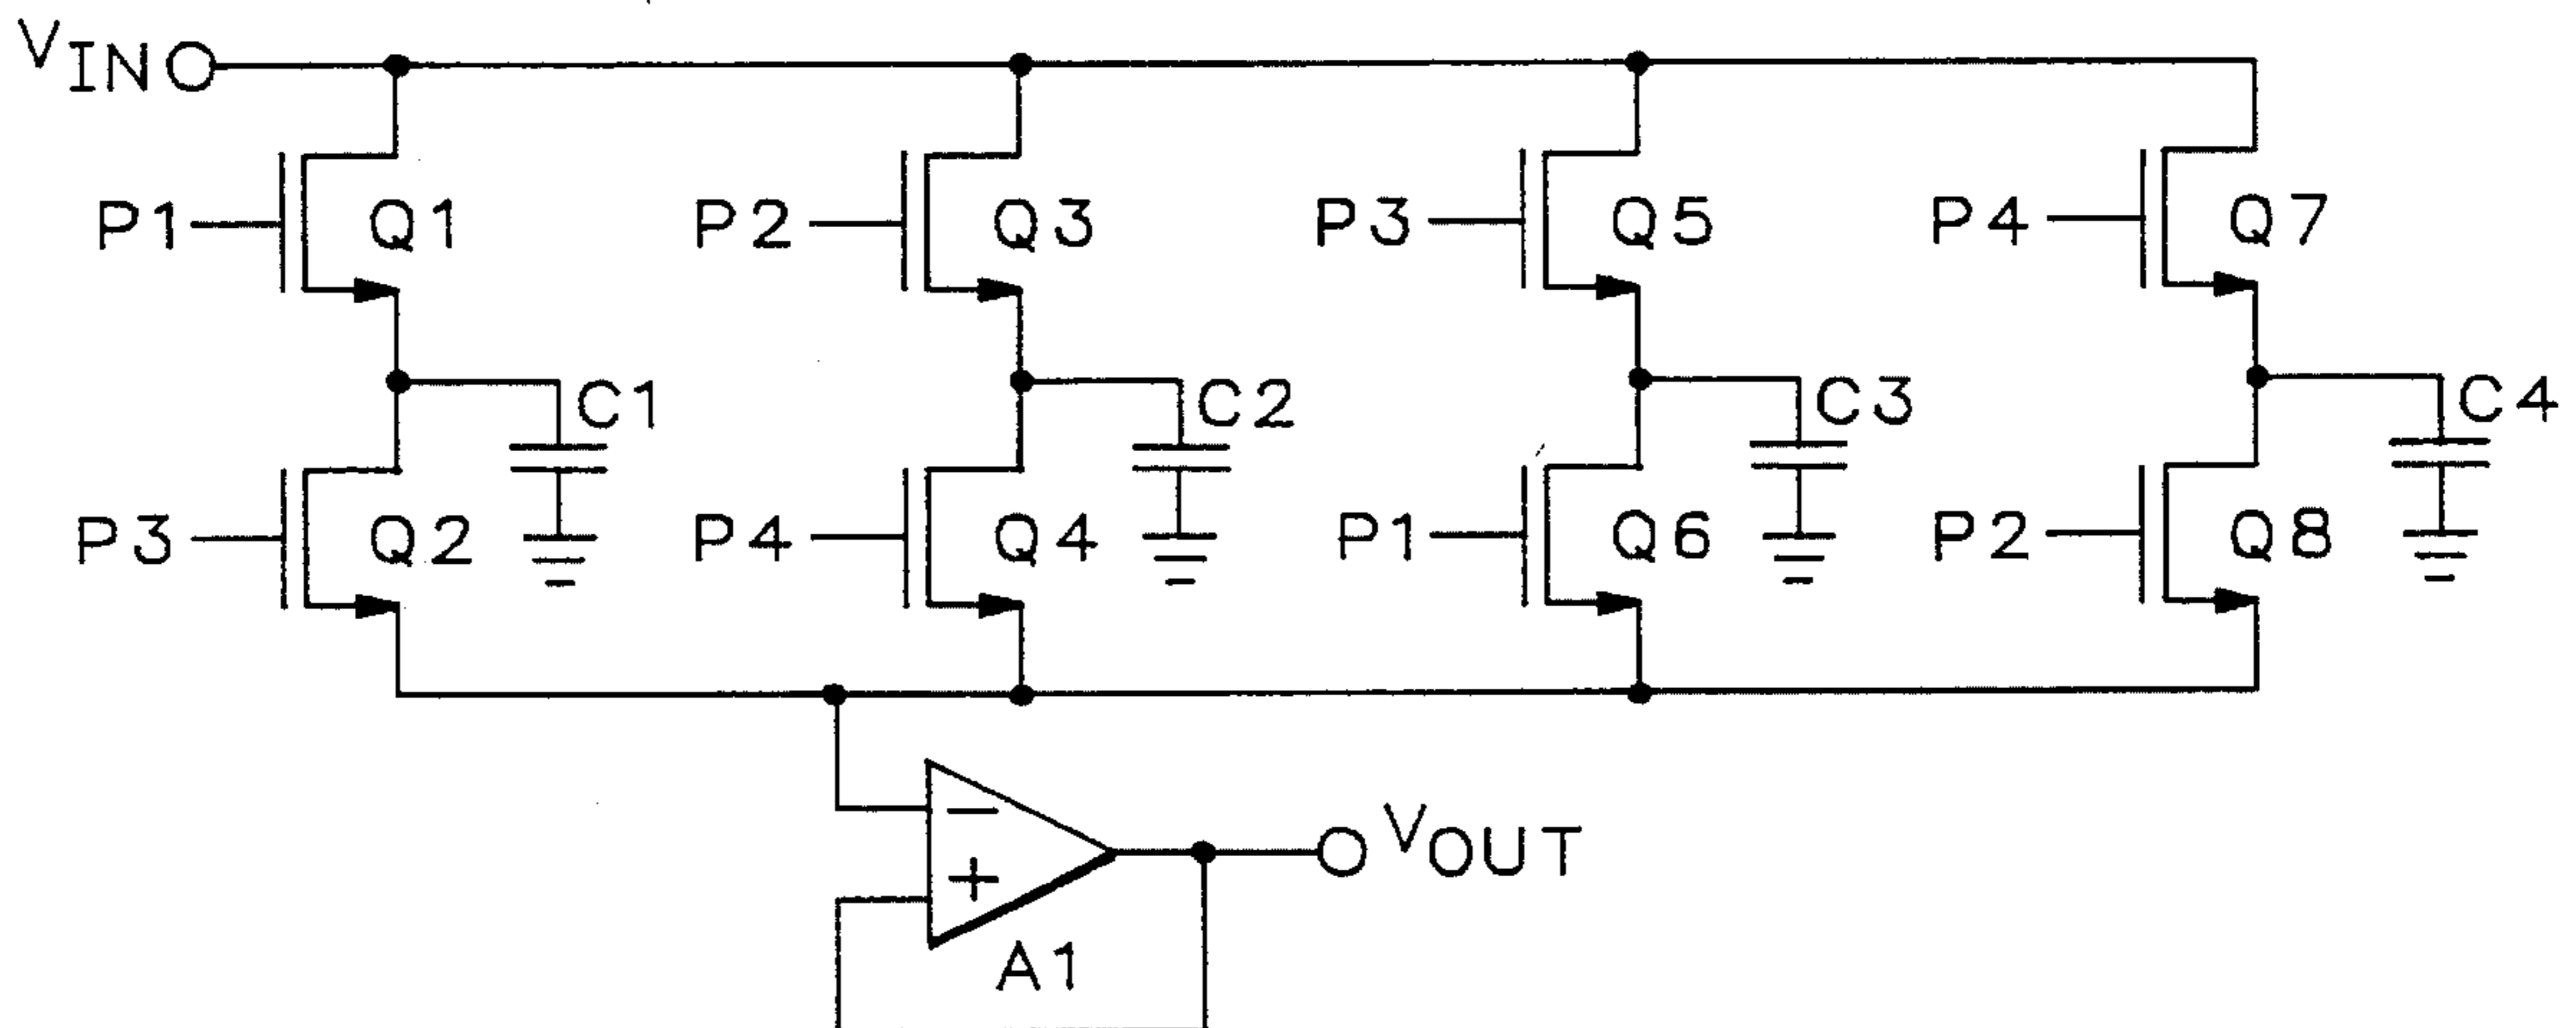 VIN
P1 Q1 P2 Q3 P3 Q5 P4 Q7
C1 C2 C3 C4
P3 Q2 P4 Q4 P1 Q6 P2 Q8
− + VOUT
A1